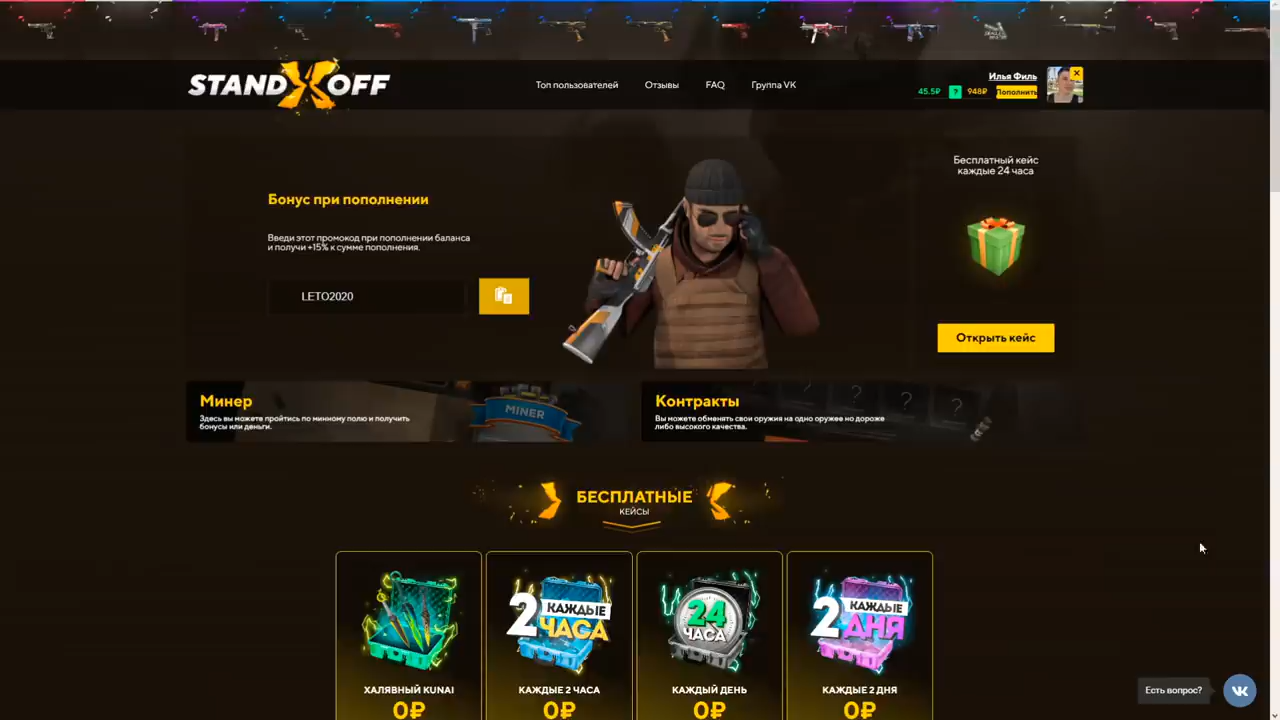 STANDXOFF
Топ пользователей
Отзывы
FAQ
Группа VK
Илья Филь
45.5₽
?
948₽
Пополнить
Бонус при пополнении
Введи этот промокод при пополнении баланса
и получи +15% к сумме пополнения.
LETO2020
Бесплатный кейс
каждые 24 часа
Открыть кейс
Минер
Здесь вы можете пройтись по минному полю и получить
бонусы или деньги.
MINER
Контракты
Вы можете обменять свои оружия на одно оружее но дороже
либо высокого качества.
? ? ?
БЕСПЛАТНЫЕ
КЕЙСЫ
ХАЛЯВНЫЙ KUNAI
0₽
2 КАЖДЫЕ
ЧАСА
КАЖДЫЕ 2 ЧАСА
0₽
24
ЧАСА
КАЖДЫЙ ДЕНЬ
0₽
2 КАЖДЫЕ
ДНЯ
КАЖДЫЕ 2 ДНЯ
0₽
Есть вопрос?